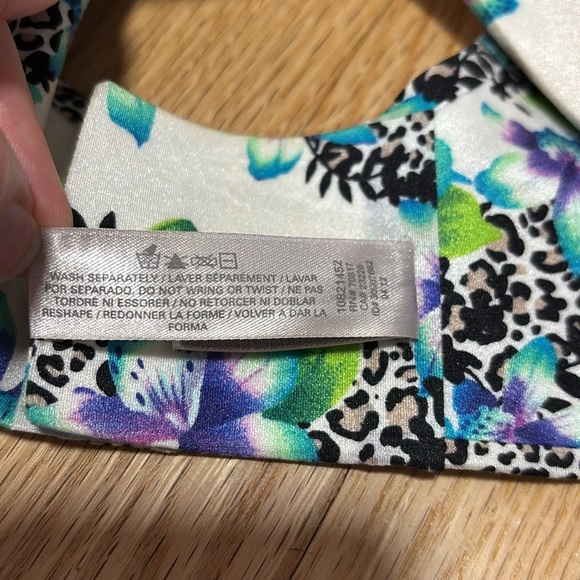 WASH SEPARATELY / LAVER SÉPARÉMENT / LAVAR
POR SEPARADO. DO NOT WRING OR TWIST / NE PAS
TORDRE NI ESSORER / NO RETORCER NI DOBLAR
RESHAPE / REDONNER LA FORME / VOLVER A DAR LA
FORMA
10821452